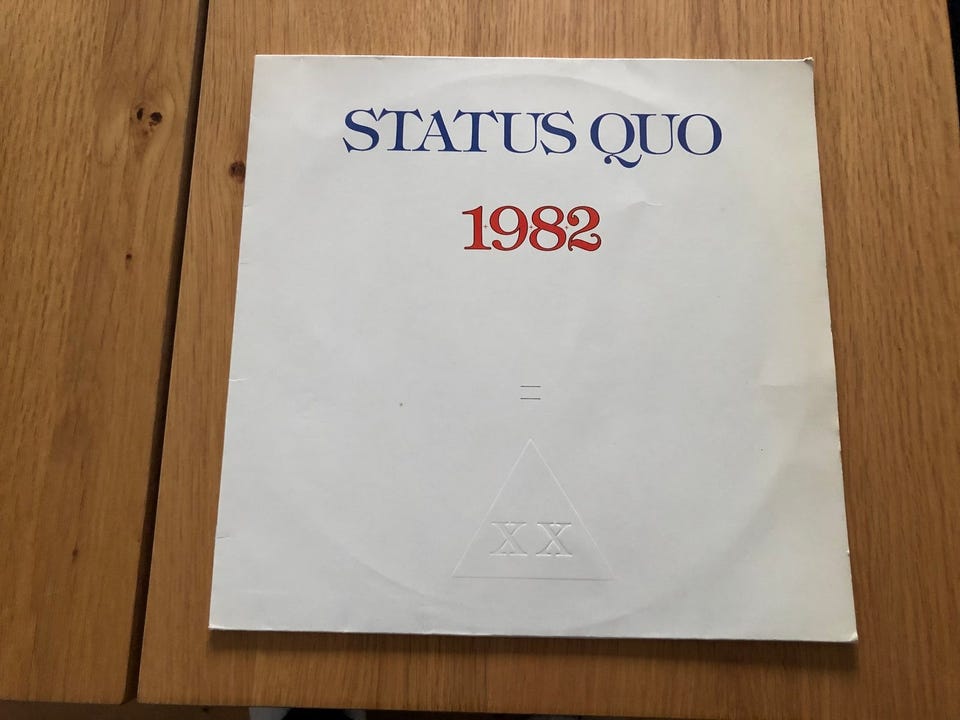 STATUS QUO
1982
=
XX